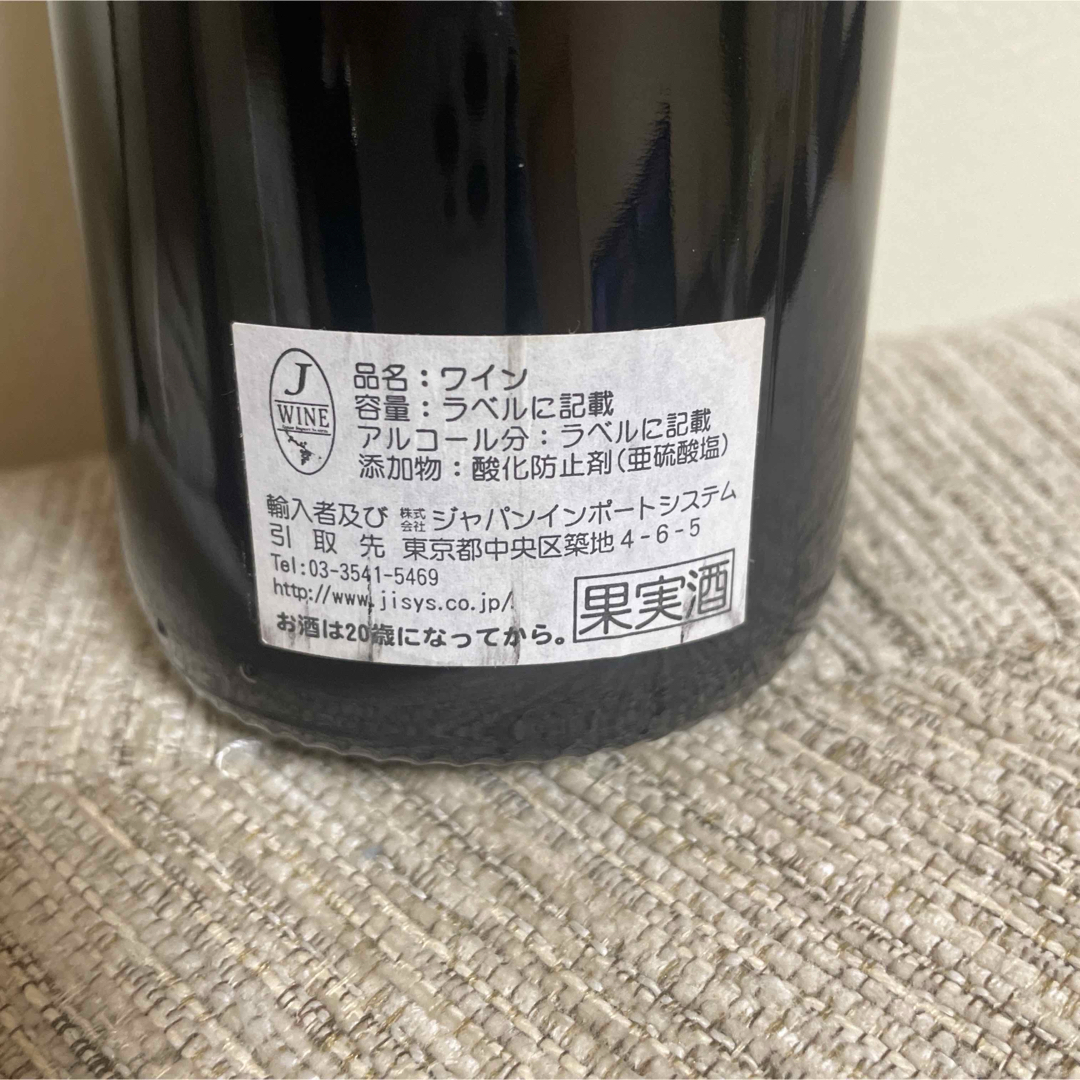 J
WINE
品名：ワイン
容量：ラベルに記載
アルコール分：ラベルに記載
添加物：酸化防止剤(亜硫酸塩)
輸入者及び 株式会社 ジャパンインポートシステム
引取先 東京都中央区築地4-6-5
Tel:03-3541-5469
http://www.jisys.co.jp/
お酒は20歳になってから。
果実酒